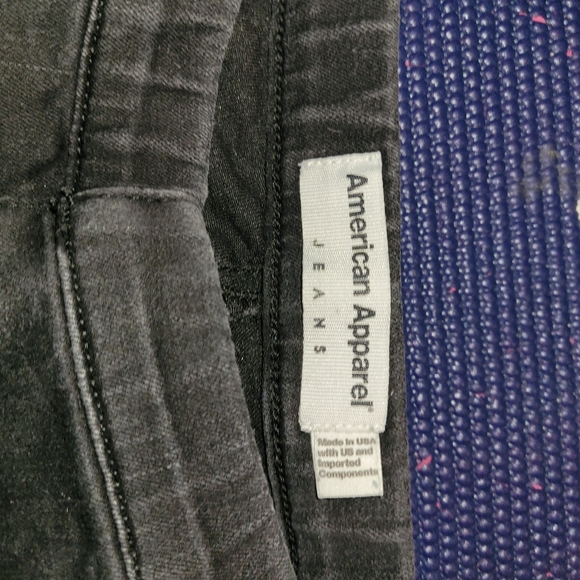 American Apparel®
JEANS
Made in USA
with US and
Imported
Components